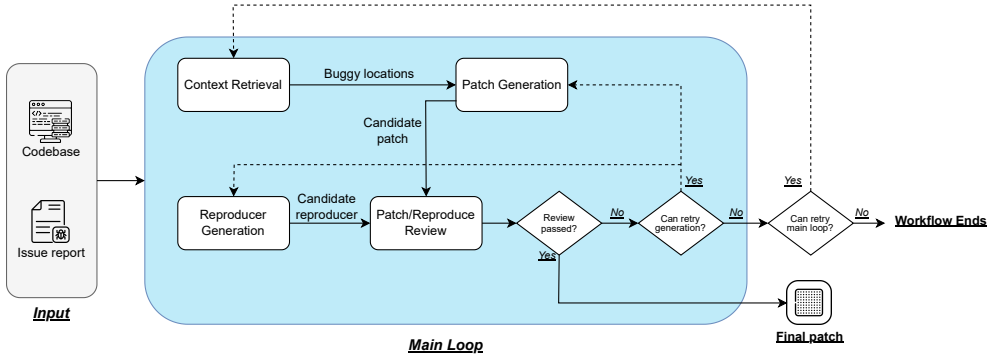 Codebase
Issue report
Input
Context Retrieval
Buggy locations
Patch Generation
Candidate
patch
Reproducer
Generation
Candidate
reproducer
Patch/Reproduce
Review
Review
passed?
No
Yes
Can retry
generation?
Yes
No
Can retry
main loop?
Yes
No
Workflow Ends
Final patch
Main Loop